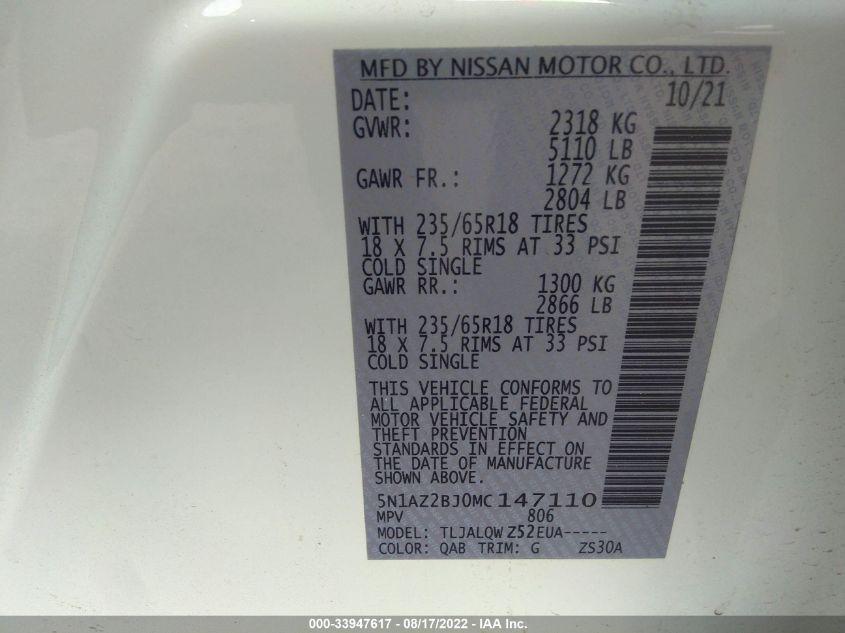 MFD BY NISSAN MOTOR CO., LTD.
DATE: 10/21
GVWR: 2318 KG
5110 LB
GAWR FR.: 1272 KG
2804 LB
WITH 235/65R18 TIRES
18 X 7.5 RIMS AT 33 PSI
COLD SINGLE
GAWR RR.: 1300 KG
2866 LB
WITH 235/65R18 TIRES
18 X 7.5 RIMS AT 33 PSI
COLD SINGLE
THIS VEHICLE CONFORMS TO
ALL APPLICABLE FEDERAL
MOTOR VEHICLE SAFETY AND
THEFT PREVENTION
STANDARDS IN EFFECT ON
THE DATE OF MANUFACTURE
SHOWN ABOVE.
5N1AZ2BJ0MC147110
MPV 806
MODEL: TLJALQWZ52EUA-----
COLOR: QAB TRIM: G ZS30A
000-33947617 - 08/17/2022 - Copyright IAA, Inc.